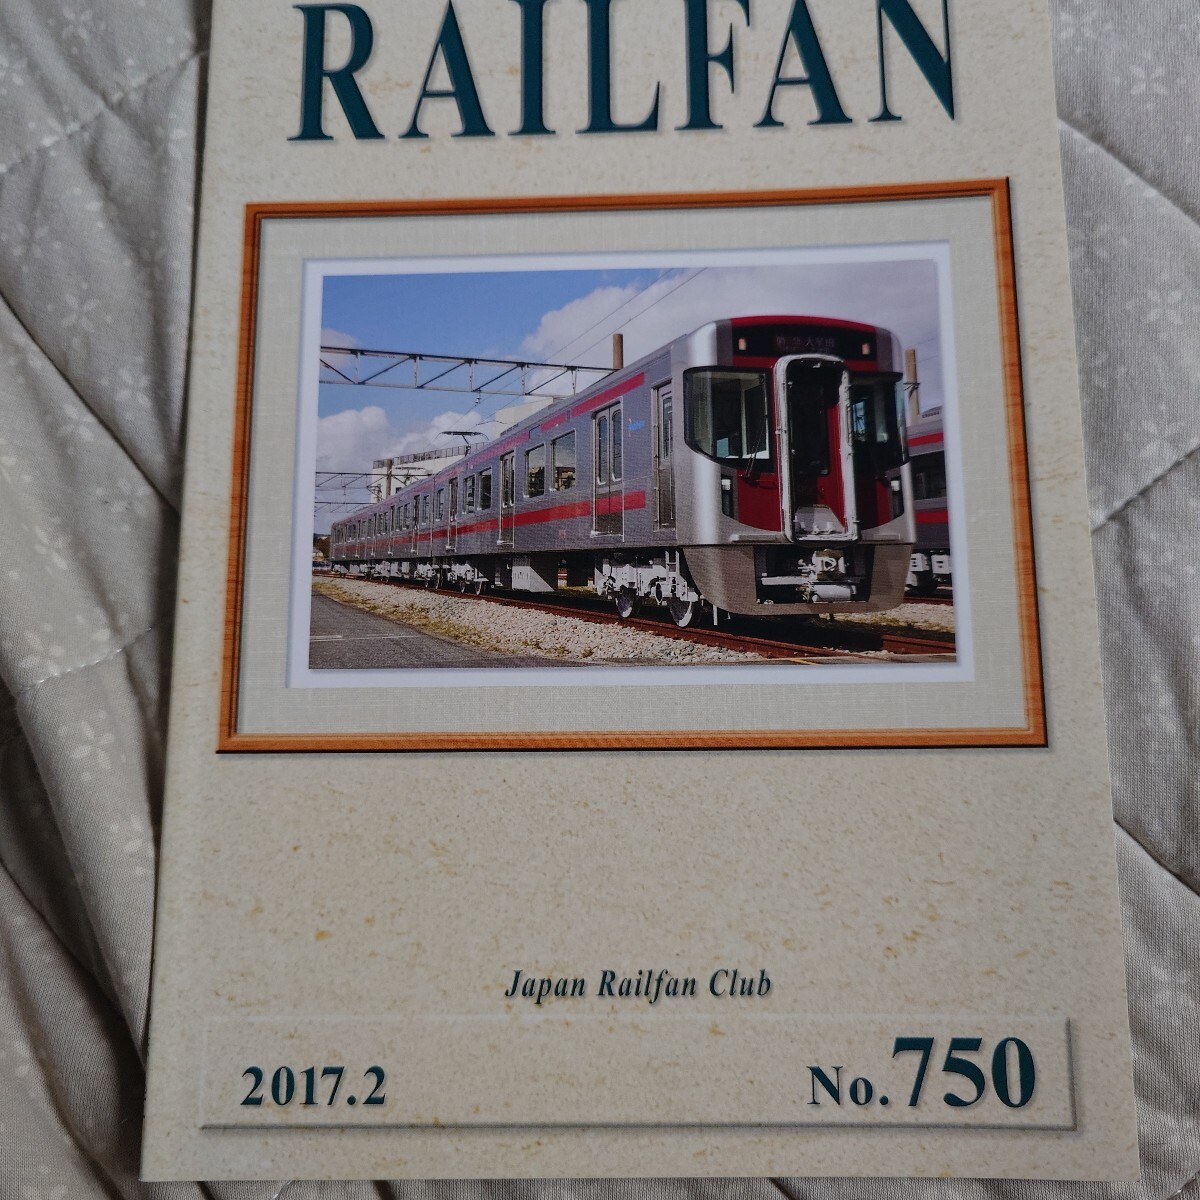 RAILFAN
Japan Railfan Club
2017.2
No.750